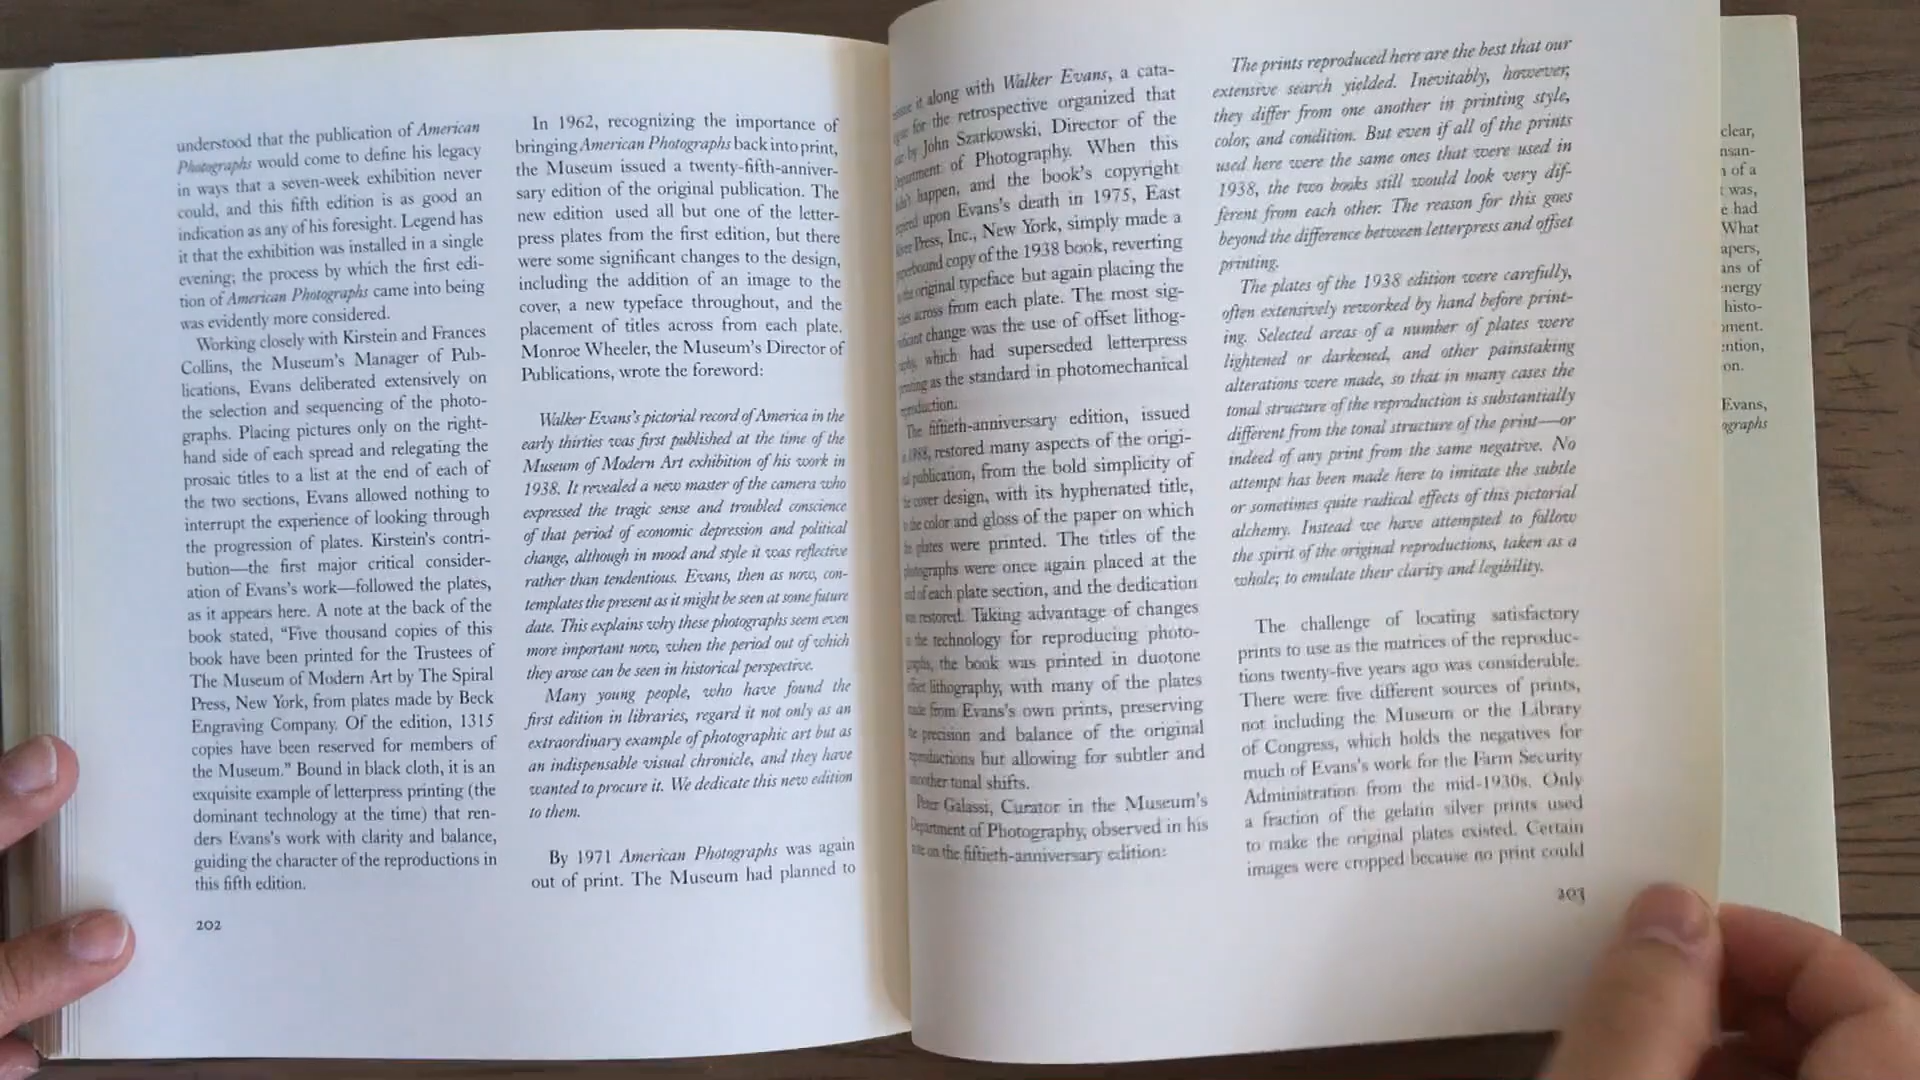 understood that the publication of American
Photographs would come to define his legacy
in ways that a seven-week exhibition never
could, and this fifth edition is as good an
indication as any of his foresight. Legend has
it that the exhibition was installed in a single
evening; the process by which the first edi-
tion of American Photographs came into being
was evidently more considered.
Working closely with Kirstein and Frances
Collins, the Museum's Manager of Pub-
lications, Evans deliberated extensively on
the selection and sequencing of the photo-
graphs. Placing pictures only on the right-
hand side of each spread and relegating the
prosaic titles to a list at the end of each of
the two sections, Evans allowed nothing to
interrupt the experience of looking through
the progression of plates. Kirstein's contri-
bution—the first major critical consider-
ation of Evans's work—followed the plates,
as it appears here. A note at the back of the
book stated, “Five thousand copies of this
book have been printed for the Trustees of
The Museum of Modern Art by The Spiral
Press, New York, from plates made by Beck
Engraving Company. Of the edition, 1315
copies have been reserved for members of
the Museum.” Bound in black cloth, it is an
exquisite example of letterpress printing (the
dominant technology at the time) that ren-
ders Evans's work with clarity and balance,
guiding the character of the reproductions in
this fifth edition.
202
In 1962, recognizing the importance of
bringing American Photographs back into print,
the Museum issued a twenty-fifth-anniver-
sary edition of the original publication. The
new edition used all but one of the letter-
press plates from the first edition, but there
were some significant changes to the design,
including the addition of an image to the
cover, a new typeface throughout, and the
placement of titles across from each plate.
Monroe Wheeler, the Museum's Director of
Publications, wrote the foreword:
Walker Evans's pictorial record of America in the
early thirties was first published at the time of the
Museum of Modern Art exhibition of his work in
1938. It revealed a new master of the camera who
expressed the tragic sense and troubled conscience
of that period of economic depression and political
change, although in mood and style it was reflective
rather than tendentious. Evans, then as now, con-
templates the present as it might be seen at some future
date. This explains why these photographs seem even
more important now, when the period out of which
they arose can be seen in historical perspective.
Many young people, who have found the
first edition in libraries, regard it not only as an
extraordinary example of photographic art but as
an indispensable visual chronicle, and they have
wanted to procure it. We dedicate this new edition
to them.
By 1971 American Photographs was again
out of print. The Museum had planned to
it along with Walker Evans, a cata-
for the retrospective organized that
by John Szarkowski, Director of the
of Photography. When this
happen, and the book's copyright
upon Evans's death in 1975, East
Press, Inc., New York, simply made a
copy of the 1938 book, reverting
original typeface but again placing the
across from each plate. The most sig-
change was the use of offset lithog-
which had superseded letterpress
as the standard in photomechanical
The fiftieth-anniversary edition, issued
1988, restored many aspects of the origi-
publication, from the bold simplicity of
cover design, with its hyphenated title,
the color and gloss of the paper on which
plates were printed. The titles of the
were once again placed at the
of each plate section, and the dedication
restored. Taking advantage of changes
the technology for reproducing photo-
the book was printed in duotone
lithography, with many of the plates
from Evans's own prints, preserving
precision and balance of the original
but allowing for subtler and
tonal shifts.
Peter Galassi, Curator in the Museum's
Department of Photography, observed in his
on the fiftieth-anniversary edition:
The prints reproduced here are the best that our
extensive search yielded. Inevitably, however,
they differ from one another in printing style,
color, and condition. But even if all of the prints
used here were the same ones that were used in
1938, the two books still would look very dif-
ferent from each other. The reason for this goes
beyond the difference between letterpress and offset
printing.
The plates of the 1938 edition were carefully,
often extensively reworked by hand before print-
ing. Selected areas of a number of plates were
lightened or darkened, and other painstaking
alterations were made, so that in many cases the
tonal structure of the reproduction is substantially
different from the tonal structure of the print—or
indeed of any print from the same negative. No
attempt has been made here to imitate the subtle
or sometimes quite radical effects of this pictorial
alchemy. Instead we have attempted to follow
the spirit of the original reproductions, taken as a
whole; to emulate their clarity and legibility.
The challenge of locating satisfactory
prints to use as the matrices of the reproduc-
tions twenty-five years ago was considerable.
There were five different sources of prints,
not including the Museum or the Library
of Congress, which holds the negatives for
much of Evans's work for the Farm Security
Administration from the mid-1930s. Only
a fraction of the gelatin silver prints used
to make the original plates existed. Certain
images were cropped because no print could
203
clear,
of a
was,
had
What
of
histo-
on.
Evans,